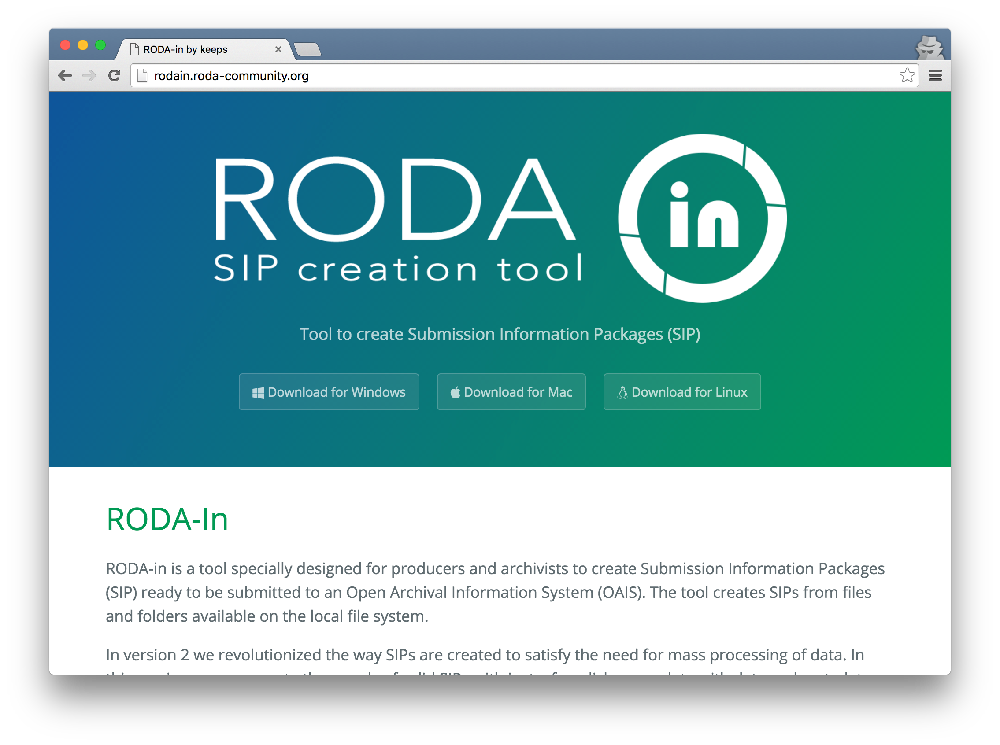 RODA-in by keeps
rodain.roda-community.org
RODA in
SIP creation tool
Tool to create Submission Information Packages (SIP)
Download for Windows
Download for Mac
Download for Linux
RODA-In
RODA-in is a tool specially designed for producers and archivists to create Submission Information Packages
(SIP) ready to be submitted to an Open Archival Information System (OAIS). The tool creates SIPs from files
and folders available on the local file system.
In version 2 we revolutionized the way SIPs are created to satisfy the need for mass processing of data. In